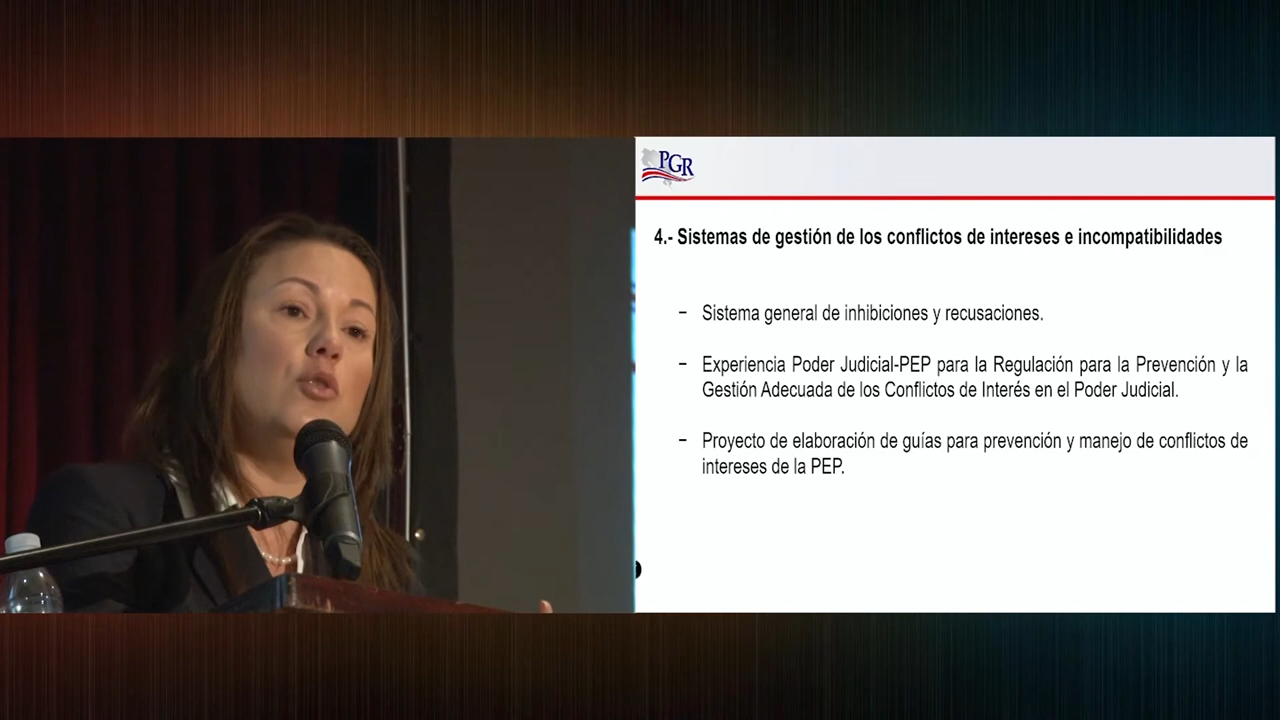 PGR
4.- Sistemas de gestión de los conflictos de intereses e incompatibilidades
− Sistema general de inhibiciones y recusaciones.
− Experiencia Poder Judicial-PEP para la Regulación para la Prevención y la
Gestión Adecuada de los Conflictos de Interés en el Poder Judicial.
− Proyecto de elaboración de guías para prevención y manejo de conflictos de
intereses de la PEP.